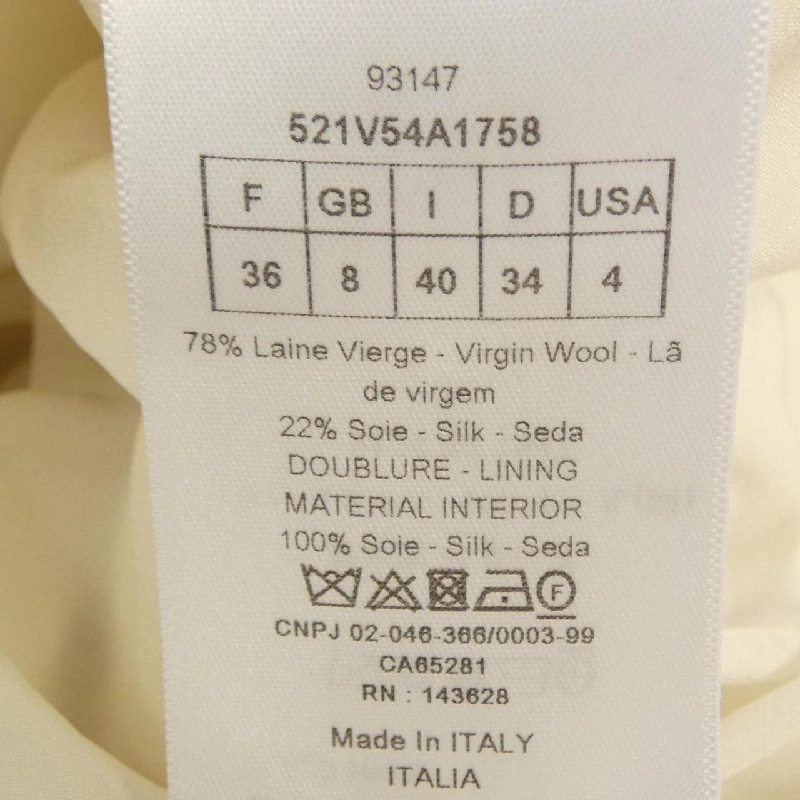 93147
521V54A1758
F GB I D USA
36 8 40 34 4
78% Laine Vierge - Virgin Wool - Lã
de virgem
22% Soie - Silk - Seda
DOUBLURE - LINING
MATERIAL INTERIOR
100% Soie - Silk - Seda
F
CNPJ 02-046-366/0003-99
CA65281
RN : 143628
Made In ITALY
ITALIA